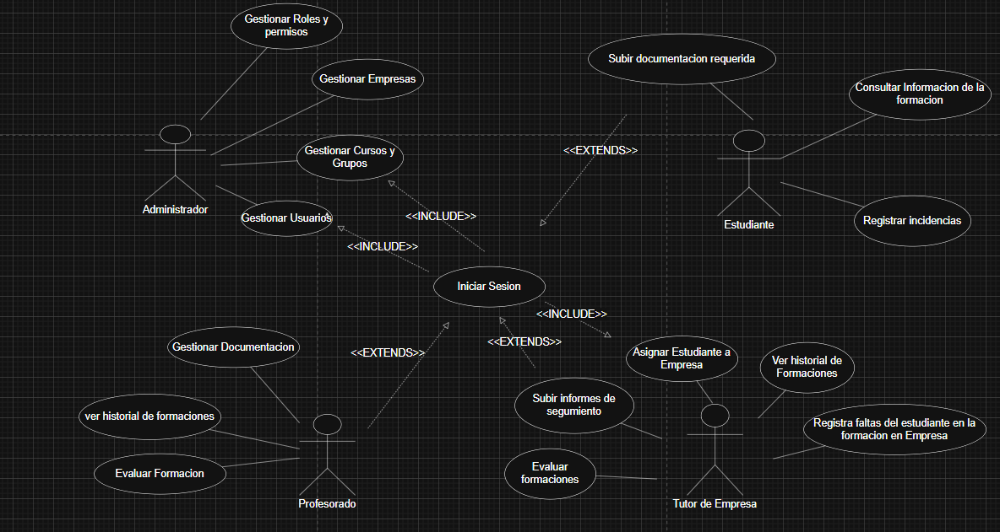 Gestionar Roles y
permisos
Gestionar Empresas
Subir documentacion requerida
Consultar Informacion de la
formacion
Gestionar Cursos y
Grupos
<<EXTENDS>>
Administrador
Gestionar Usuarios
<<INCLUDE>>
Estudiante
Registrar incidencias
<<INCLUDE>>
Iniciar Sesion
<<INCLUDE>>
<<EXTENDS>>
<<EXTENDS>>
Gestionar Documentacion
Asignar Estudiante a
Empresa
Ver historial de
Formaciones
ver historial de formaciones
Subir informes de
segumiento
Registra faltas del estudiante en la
formacion en Empresa
Evaluar Formacion
Evaluar
formaciones
Profesorado
Tutor de Empresa